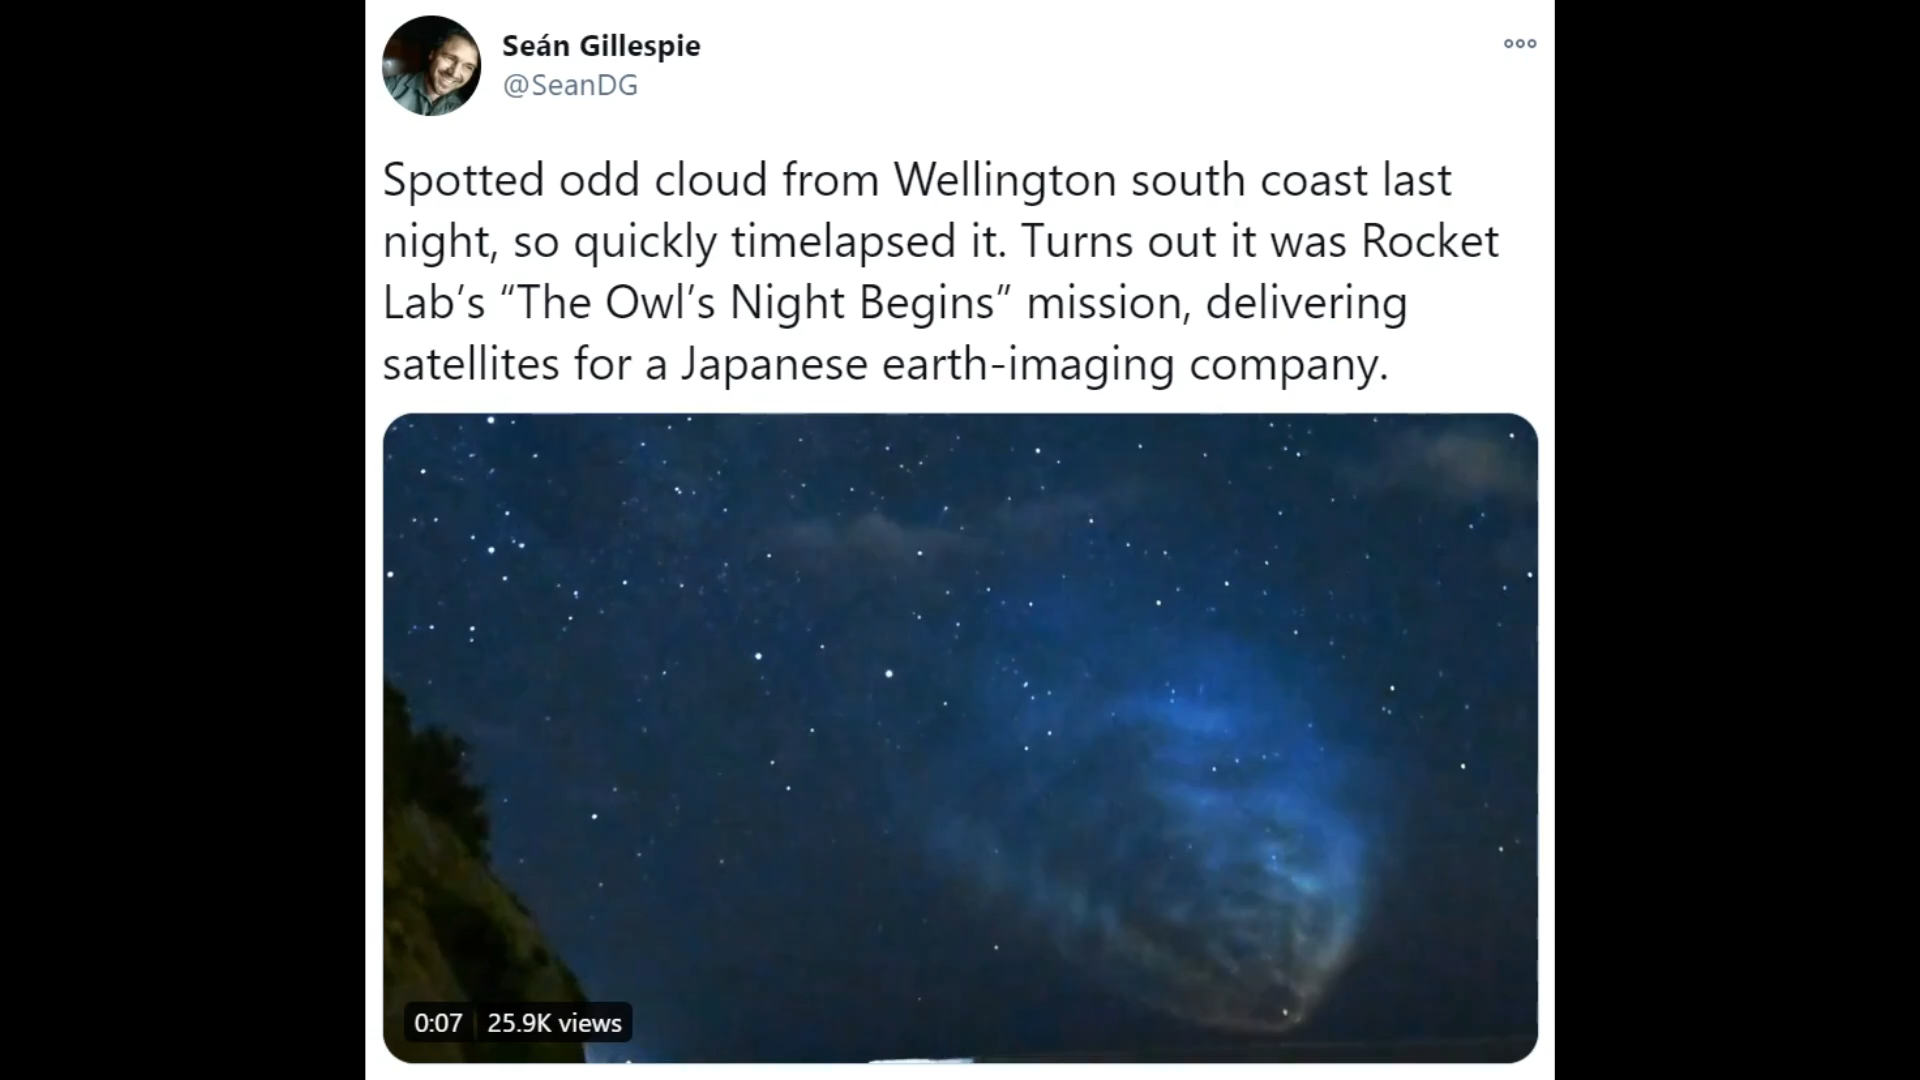 Seán Gillespie
@SeanDG
Spotted odd cloud from Wellington south coast last
night, so quickly timelapsed it. Turns out it was Rocket
Lab’s “The Owl’s Night Begins” mission, delivering
satellites for a Japanese earth-imaging company.
0:07 25.9K views